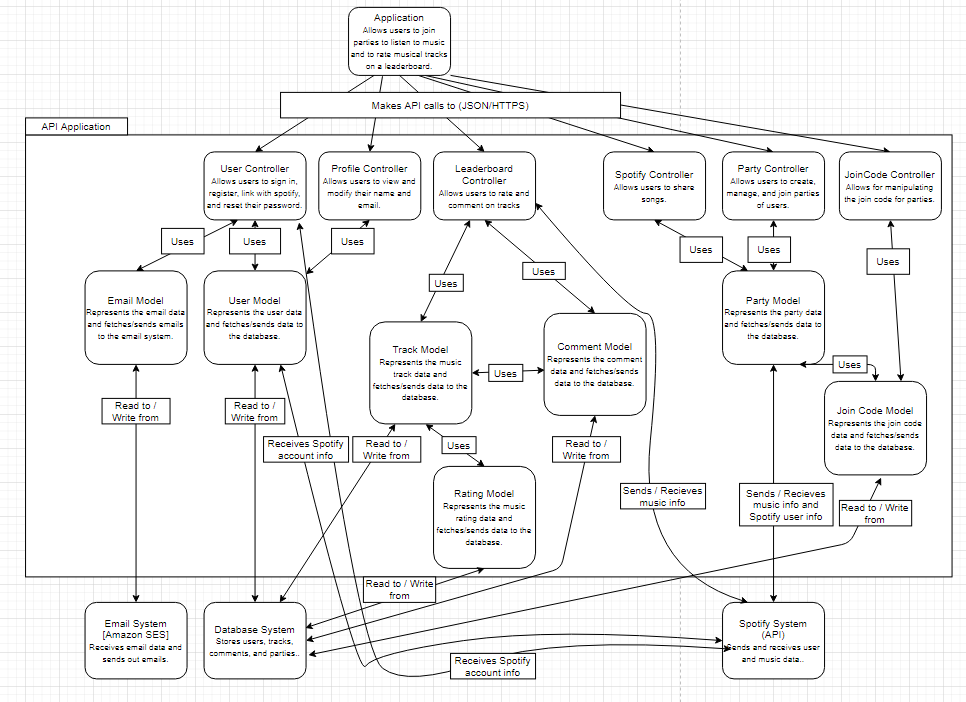 Application
Allows users to join
parties to listen to music
and to rate musical tracks
on a leaderboard.
Makes API calls to (JSON/HTTPS)
API Application
User Controller
Allows users to sign in,
register, link with spotify,
and reset their password.
Profile Controller
Allows users to view and
modify their name and
email.
Leaderboard
Controller
Allows users to rate and
comment on tracks
Spotify Controller
Allows users to share
songs.
Party Controller
Allows users to create,
manage, and join parties
of users.
JoinCode Controller
Allows for manipulating
the join code for parties.
Uses
Uses
Uses
Uses
Uses
Uses
Uses
Uses
Email Model
Represents the email data
and fetches/sends emails
to the email system.
User Model
Represents the user data
and fetches/sends data to
the database.
Track Model
Represents the music
track data and
fetches/sends data to the
database.
Uses
Comment Model
Represents the comment
data and fetches/sends
data to the database.
Party Model
Represents the party data
and fetches/sends data to
the database.
Uses
Join Code Model
Represents the join code
data and fetches/sends
data to the database.
Read to /
Write from
Read to /
Write from
Receives Spotify
account info
Read to /
Write from
Uses
Read to /
Write from
Rating Model
Represents the music
rating data and
fetches/sends data to the
database.
Sends / Recieves
music info
Sends / Recieves
music info and
Spotify user info
Read to / Write
from
Read to / Write
from
Email System
[Amazon SES]
Receives email data and
sends out emails.
Database System
Stores users, tracks,
comments, and parties..
Receives Spotify
account info
Spotify System
(API)
Sends and receives user
and music data..